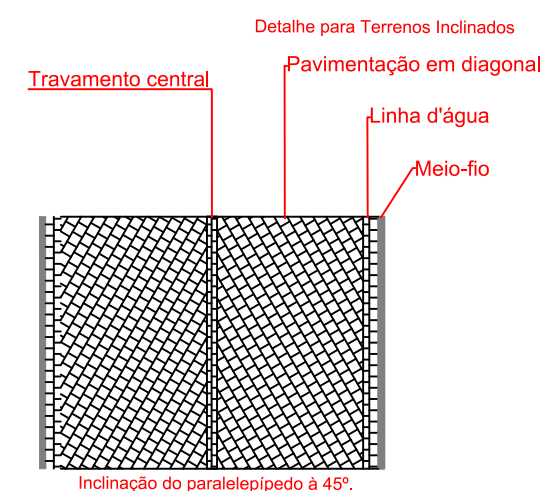 Detalhe para Terrenos Inclinados
Pavimentação em diagonal
Travamento central
Linha d'água
Meio-fio
Inclinação do paralelepípedo à 45º.